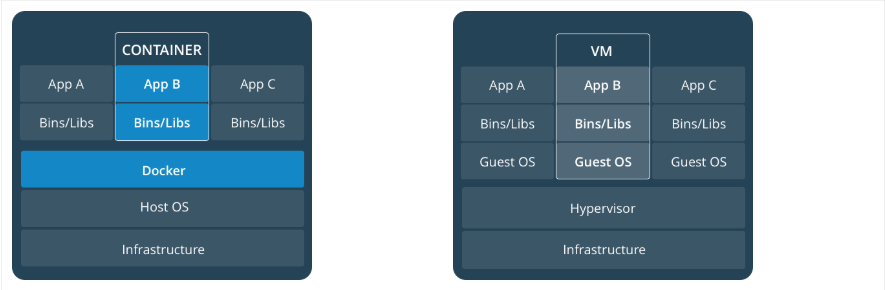 CONTAINER
App A App B App C
Bins/Libs Bins/Libs Bins/Libs
Docker
Host OS
Infrastructure
VM
App A App B App C
Bins/Libs Bins/Libs Bins/Libs
Guest OS Guest OS Guest OS
Hypervisor
Infrastructure